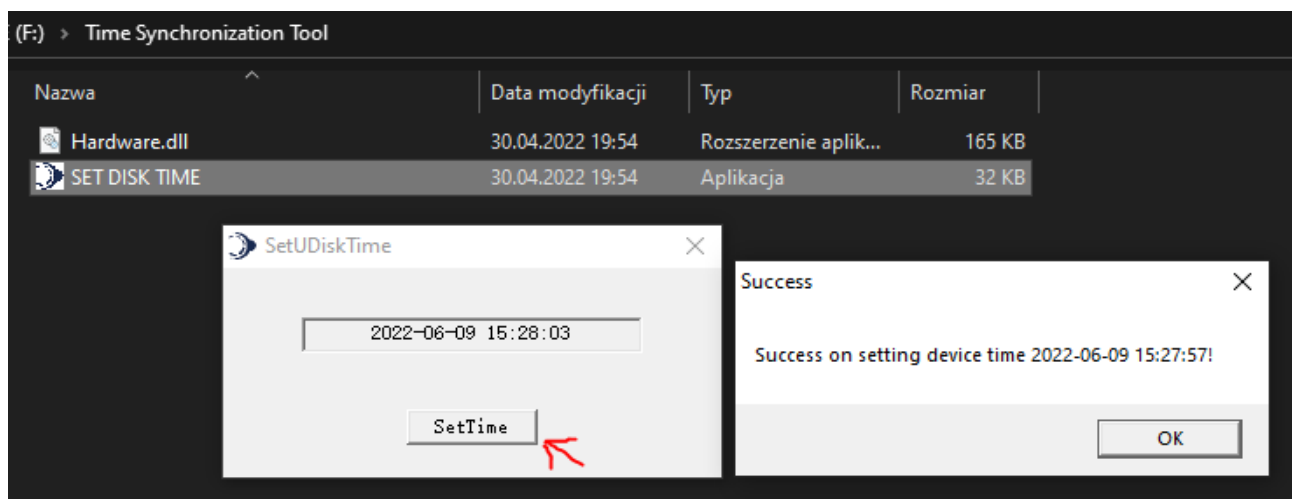 (F:) > Time Synchronization Tool
Nazwa Data modyfikacji Typ Rozmiar
Hardware.dll 30.04.2022 19:54 Rozszerzenie aplik... 165 KB
SET DISK TIME 30.04.2022 19:54 Aplikacja 32 KB
SetUDiskTime
2022-06-09 15:28:03
SetTime
Success
Success on setting device time 2022-06-09 15:27:57!
OK